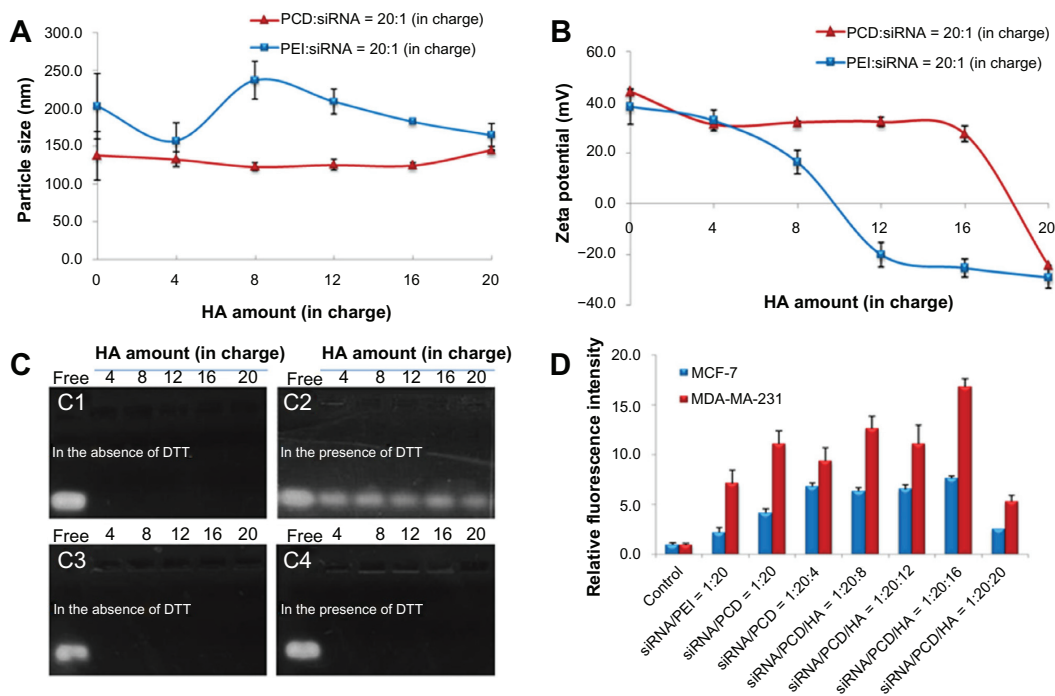 A
PCD:siRNA = 20:1 (in charge)
PEI:siRNA = 20:1 (in charge)
Particle size (nm)
300.0
250.0
200.0
150.0
100.0
50.0
0.0
0 4 8 12 16 20
HA amount (in charge)
B
PCD:siRNA = 20:1 (in charge)
PEI:siRNA = 20:1 (in charge)
Zeta potential (mV)
60.0
40.0
20.0
0.0
−20.0
−40.0
0 4 8 12 16 20
HA amount (in charge)
C
HA amount (in charge)
HA amount (in charge)
Free 4 8 12 16 20
Free 4 8 12 16 20
C1
In the absence of DTT
C2
In the presence of DTT
Free 4 8 12 16 20
Free 4 8 12 16 20
C3
In the absence of DTT
C4
In the presence of DTT
D
MCF-7
MDA-MA-231
Relative fluorescence intensity
20.0
15.0
10.0
5.0
0.0
Control
siRNA/PEI = 1:20
siRNA/PCD = 1:20
siRNA/PCD = 1:20:4
siRNA/PCD/HA = 1:20:8
siRNA/PCD/HA = 1:20:12
siRNA/PCD/HA = 1:20:16
siRNA/PCD/HA = 1:20:20